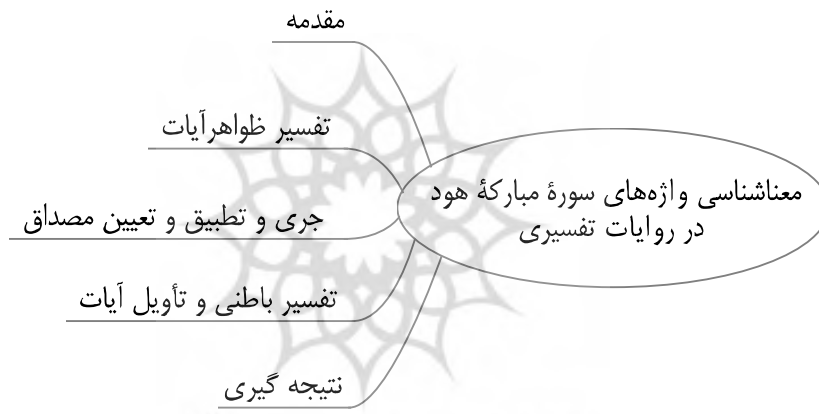 معناشناسی واژه‌های سورهٔ مبارکهٔ هود
در روایات تفسیری
مقدمه
تفسیر ظواهرآیات
جری و تطبیق و تعیین مصداق
تفسیر باطنی و تأویل آیات
نتیجه گیری